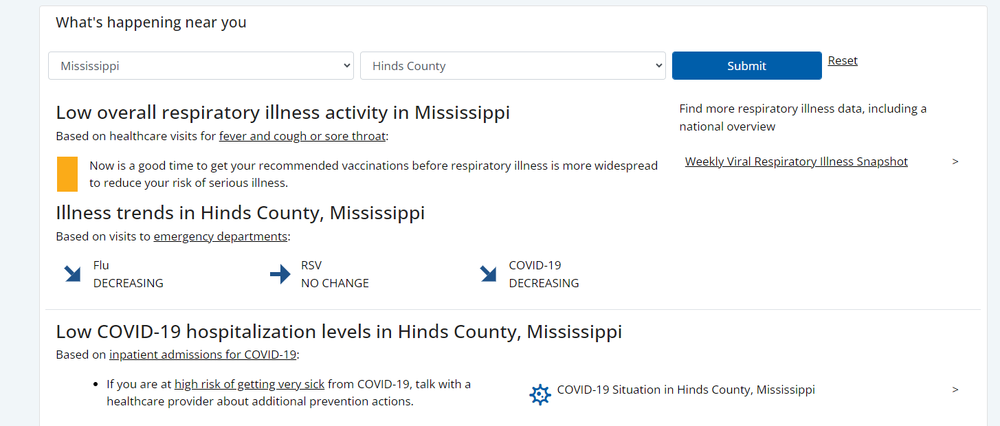 What's happening near you
Mississippi
Hinds County
Submit
Reset
Low overall respiratory illness activity in Mississippi
Based on healthcare visits for fever and cough or sore throat:
Now is a good time to get your recommended vaccinations before respiratory illness is more widespread
to reduce your risk of serious illness.
Find more respiratory illness data, including a
national overview
Weekly Viral Respiratory Illness Snapshot >
Illness trends in Hinds County, Mississippi
Based on visits to emergency departments:
Flu
DECREASING
RSV
NO CHANGE
COVID-19
DECREASING
Low COVID-19 hospitalization levels in Hinds County, Mississippi
Based on inpatient admissions for COVID-19:
• If you are at high risk of getting very sick from COVID-19, talk with a
healthcare provider about additional prevention actions.
COVID-19 Situation in Hinds County, Mississippi >